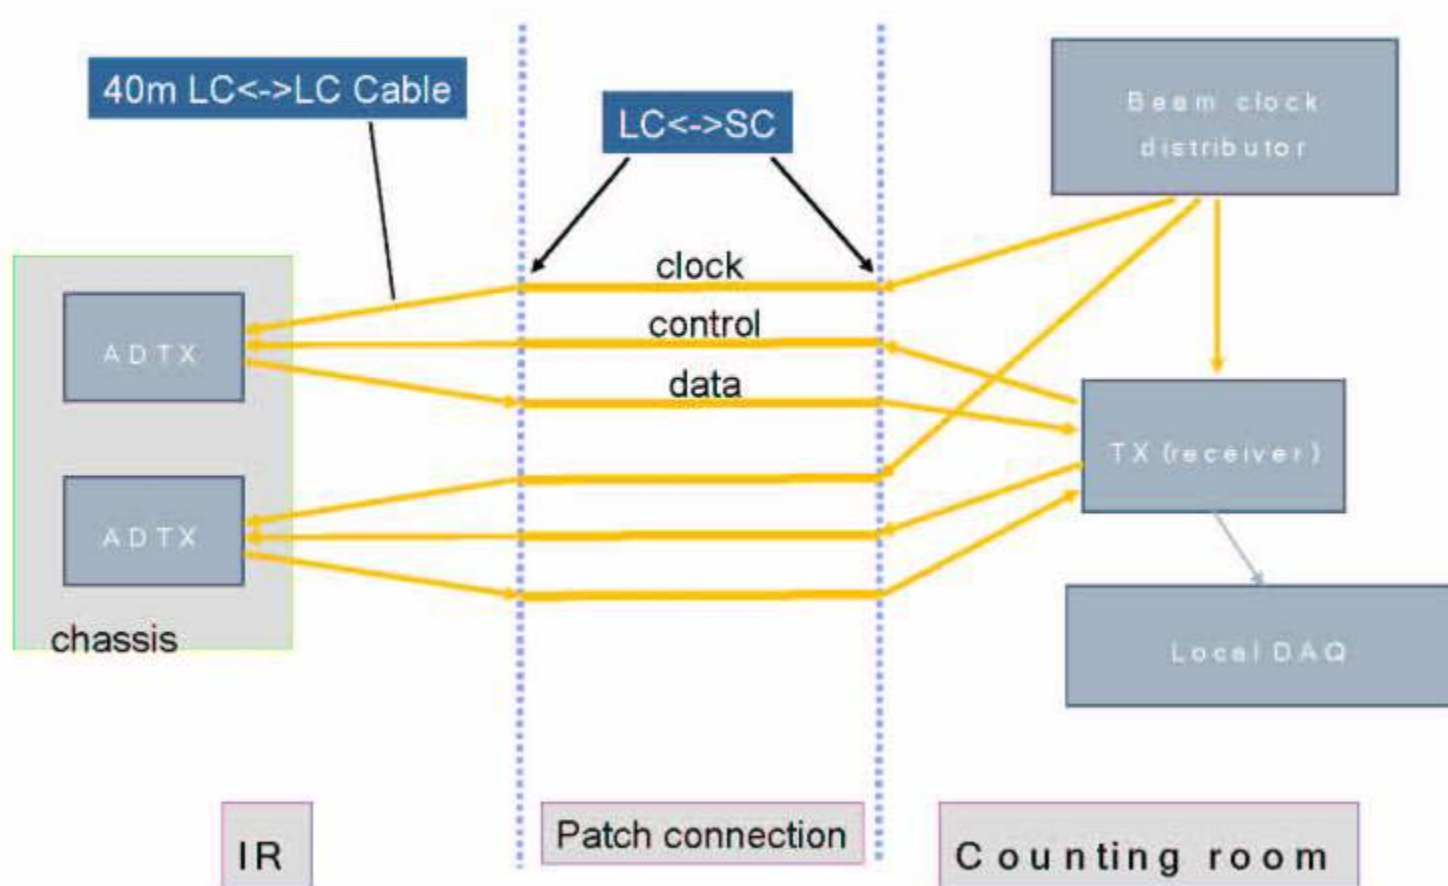 40m LC<->LC Cable
LC<->SC
Beam clock
distributor
clock
control
data
ADTX
ADTX
chassis
TX (receiver)
Local DAQ
IR
Patch connection
Counting room